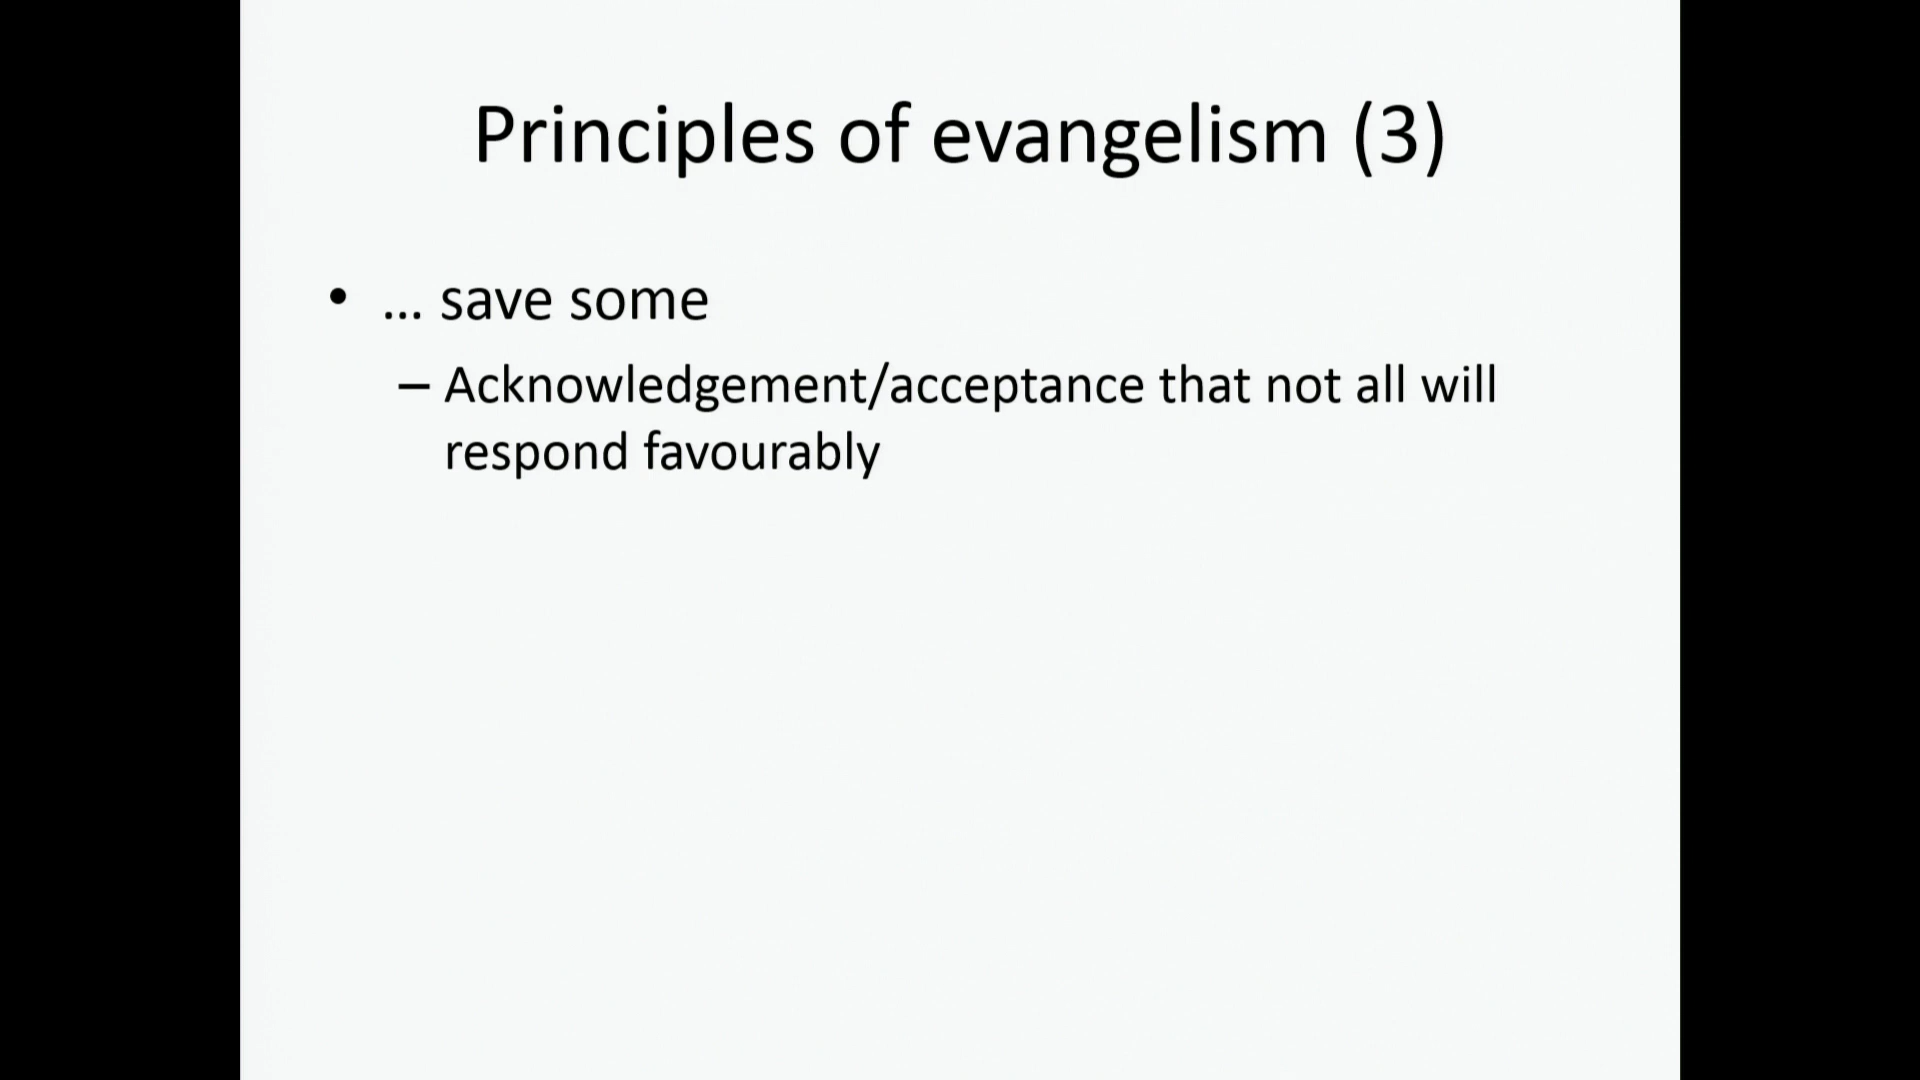 Principles of evangelism (3)
• ... save some
– Acknowledgement/acceptance that not all will
respond favourably